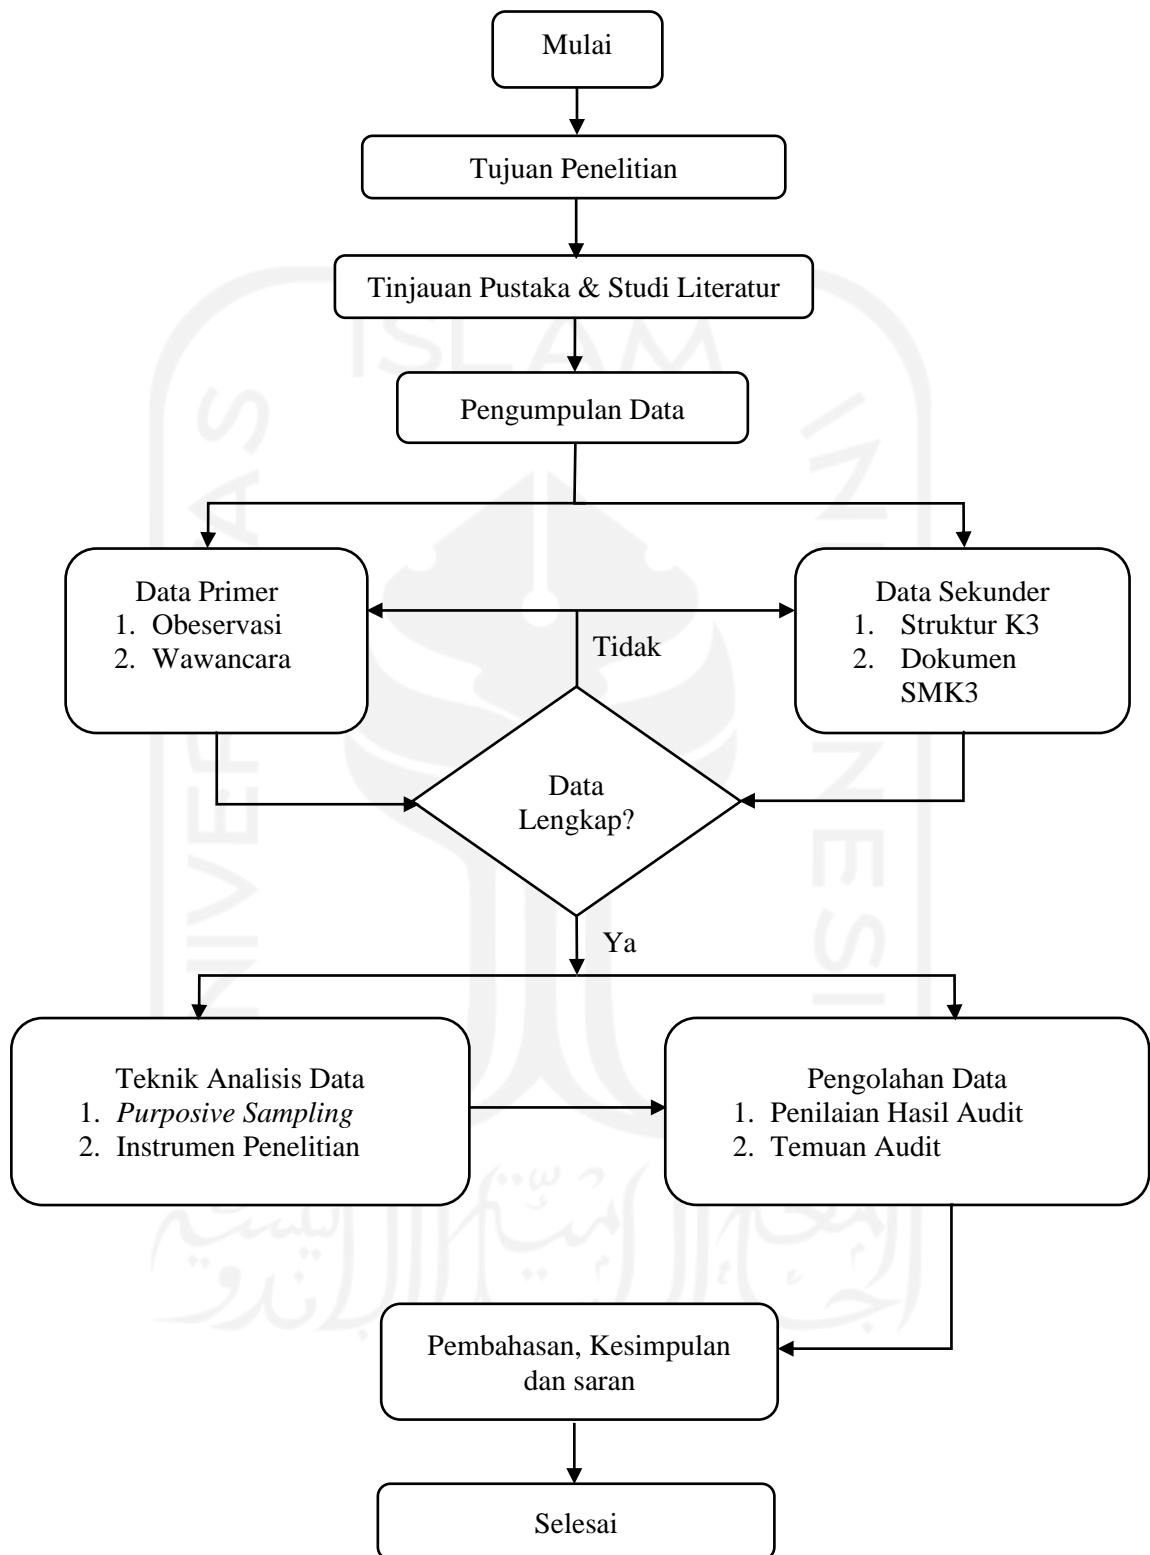 Mulai
Tujuan Penelitian
Tinjauan Pustaka & Studi Literatur
Pengumpulan Data
Data Primer
1. Obeservasi
2. Wawancara
Data Sekunder
1. Struktur K3
2. Dokumen
SMK3
Tidak
Data
Lengkap?
Ya
Teknik Analisis Data
1. Purposive Sampling
2. Instrumen Penelitian
Pengolahan Data
1. Penilaian Hasil Audit
2. Temuan Audit
Pembahasan, Kesimpulan
dan saran
Selesai
ISLAM